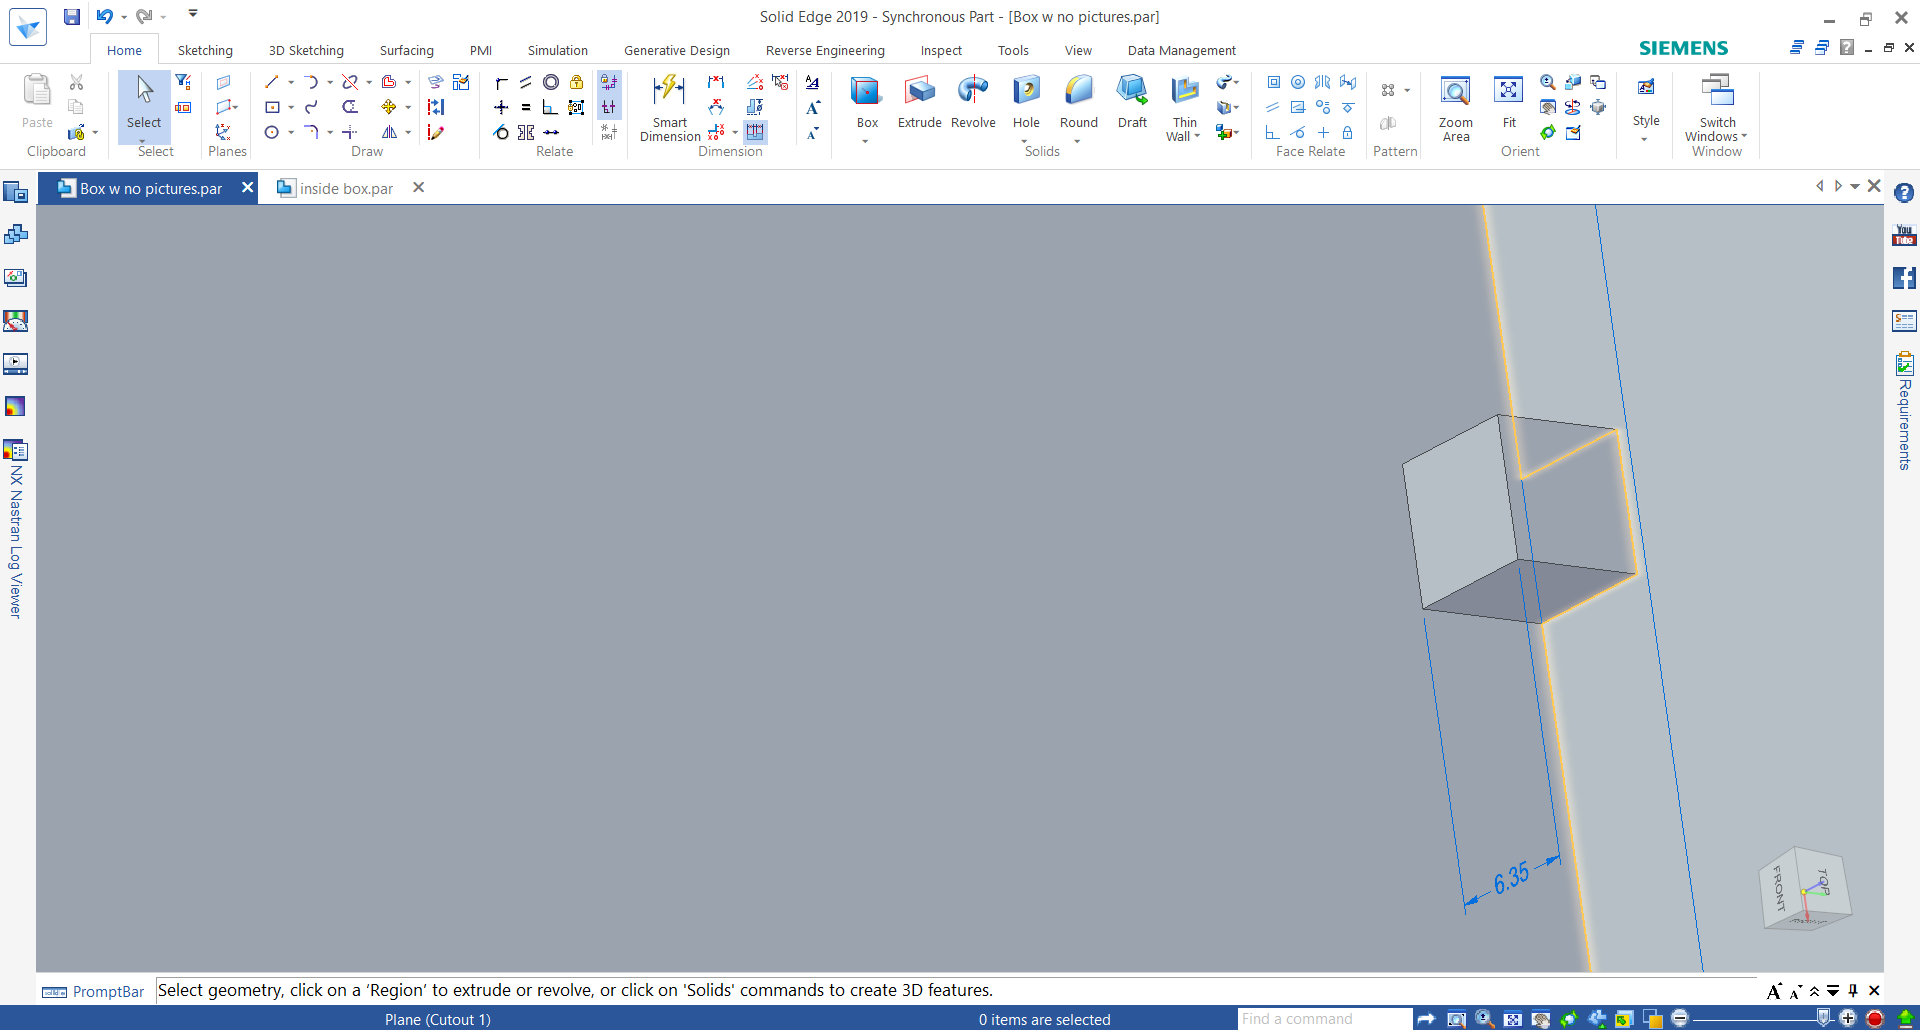 Solid Edge 2019 - Synchronous Part - [Box w no pictures.par]
Home Sketching 3D Sketching Surfacing PMI Simulation Generative Design Reverse Engineering Inspect Tools View Data Management SIEMENS
Paste Select Smart Dimension Box Extrude Revolve Hole Round Draft Thin Wall Zoom Area Fit Style Switch Windows
Clipboard Select Planes Draw Relate Dimension Solids Face Relate Pattern Orient Window
Box w no pictures.par inside box.par
You Tube
Requirements
NX Nastran Log Viewer
6.35
FRONT TOP
PromptBar Select geometry, click on a ‘Region’ to extrude or revolve, or click on 'Solids' commands to create 3D features.
Plane (Cutout 1) 0 items are selected Find a command